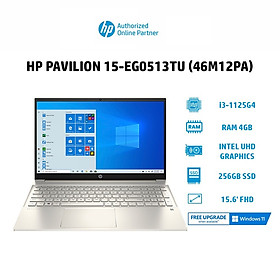 hp
AUTHORIZED
Online Partner
HP PAVILION 15-EG0513TU (46M12PA)
I3-1125G4
RAM 4GB
INTEL UHD
GRAPHICS
256GB SSD
15.6' FHD
FREE UPGRADE
Windows 11